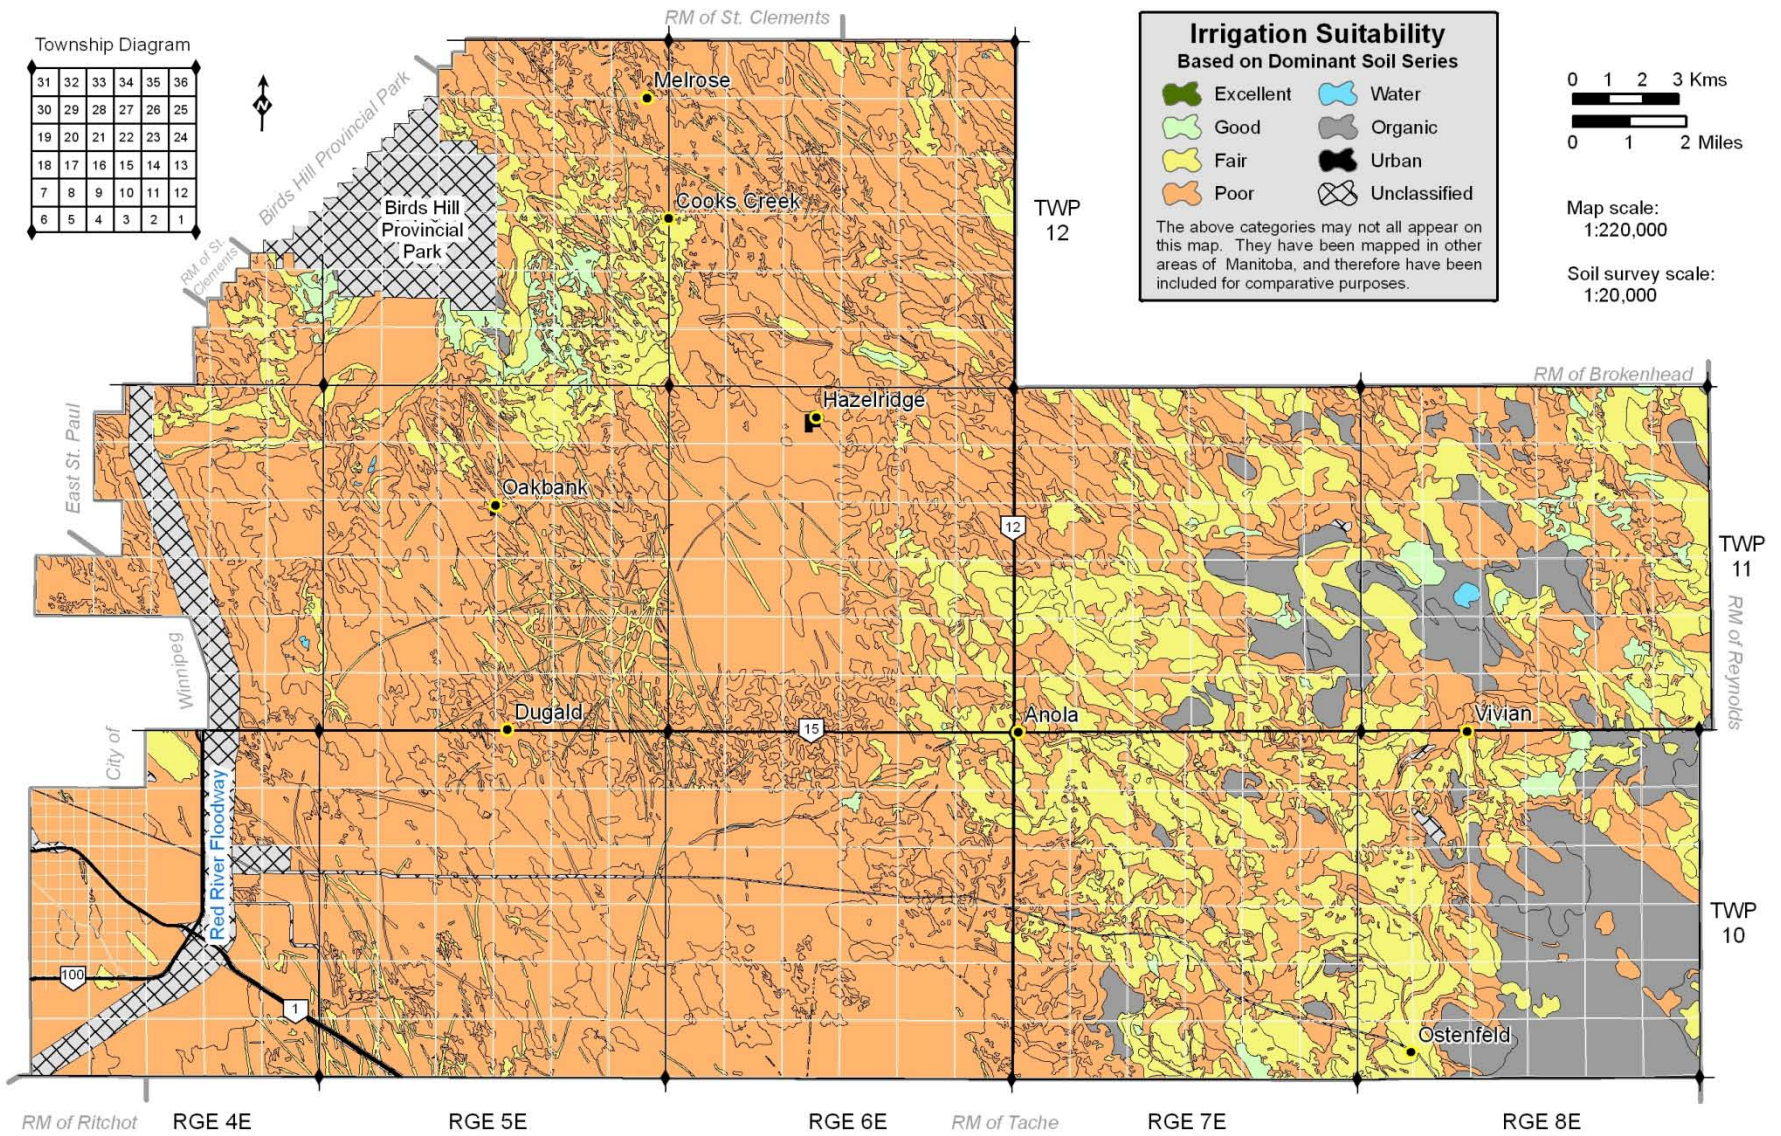 RM of St. Clements
Township Diagram
31 32 33 34 35 36
30 29 28 27 26 25
19 20 21 22 23 24
18 17 16 15 14 13
7 8 9 10 11 12
6 5 4 3 2 1
N
Irrigation Suitability
Based on Dominant Soil Series
Excellent
Good
Fair
Poor
Water
Organic
Urban
Unclassified
The above categories may not all appear on
this map. They have been mapped in other
areas of Manitoba, and therefore have been
included for comparative purposes.
0 1 2 3 Kms
0 1 2 Miles
Map scale:
1:220,000
Soil survey scale:
1:20,000
Birds Hill Provincial Park
RM of St.
Clements
Melrose
Birds Hill
Provincial
Park
Cooks Creek
TWP
12
RM of Brokenhead
East St. Paul
Hazelridge
Oakbank
12
TWP
11
RM of Reynolds
City of
Winnipeg
Dugald
15
Anola
Vivian
Red River Floodway
TWP
10
100
1
Ostenfeld
RM of Ritchot
RGE 4E
RGE 5E
RGE 6E
RM of Tache
RGE 7E
RGE 8E